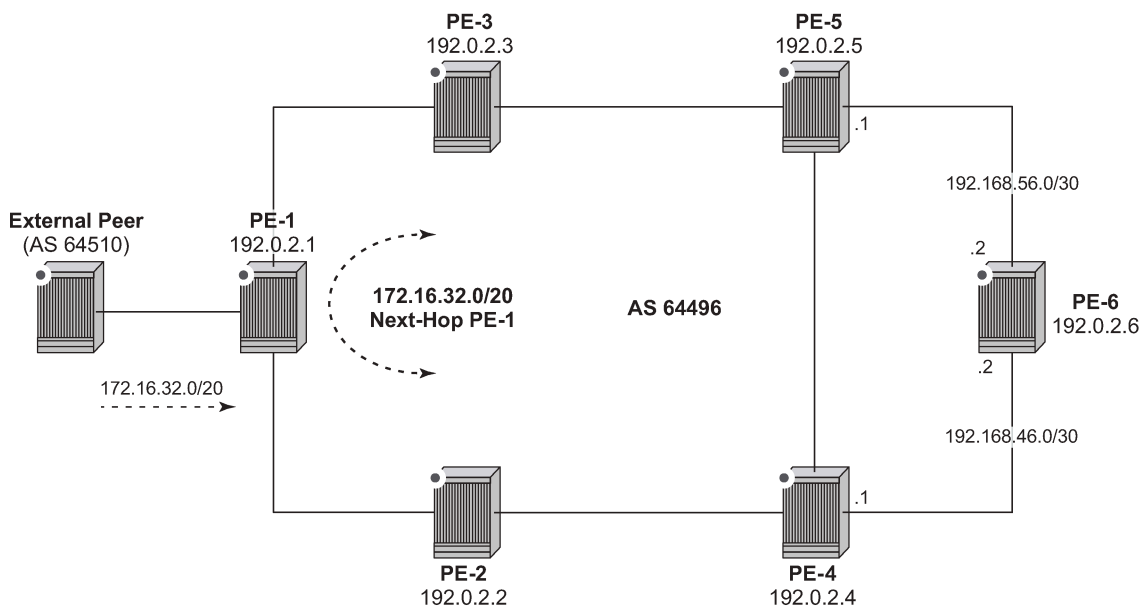 PE-3
192.0.2.3
PE-5
192.0.2.5
.1
192.168.56.0/30
External Peer
(AS 64510)
PE-1
192.0.2.1
172.16.32.0/20
Next-Hop PE-1
AS 64496
.2
PE-6
192.0.2.6
.2
172.16.32.0/20
192.168.46.0/30
.1
PE-2
192.0.2.2
PE-4
192.0.2.4